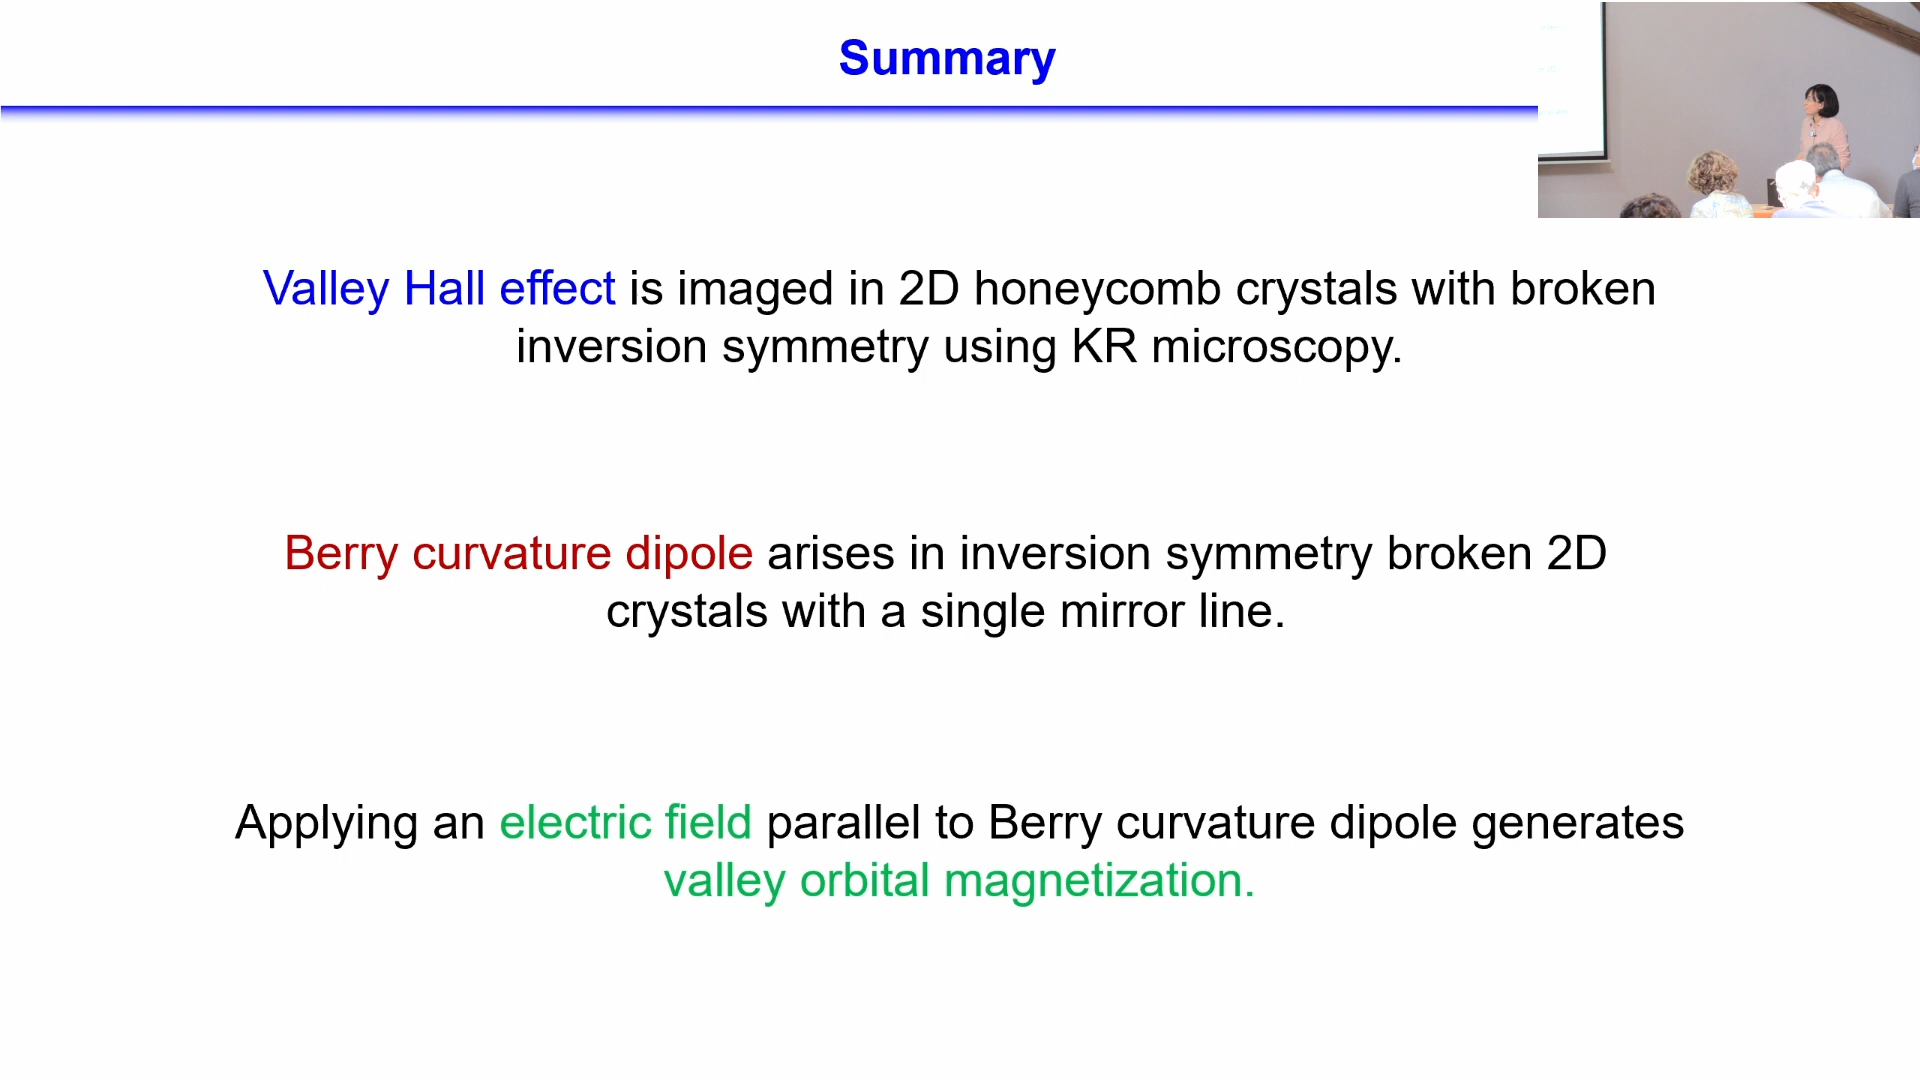 Summary
Valley Hall effect is imaged in 2D honeycomb crystals with broken
inversion symmetry using KR microscopy.
Berry curvature dipole arises in inversion symmetry broken 2D
crystals with a single mirror line.
Applying an electric field parallel to Berry curvature dipole generates
valley orbital magnetization.